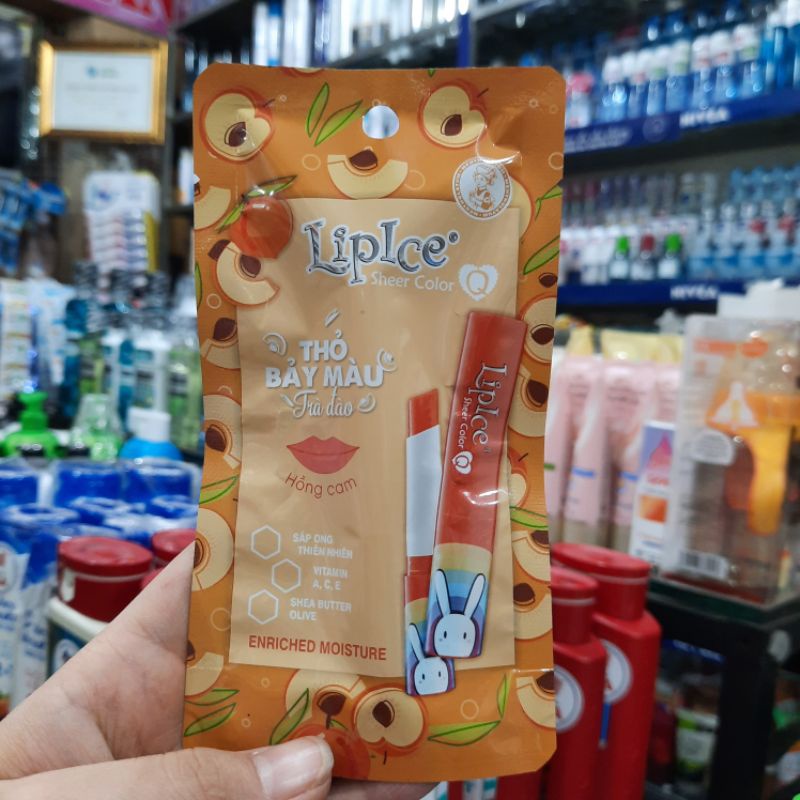 LipIce®
Sheer Color Q
THỎ
BẢY MÀU
Trà đào
Hồng cam
SÁP ONG
THIÊN NHIÊN
VITAMIN
A, C, E
SHEA BUTTER
OLIVE
ENRICHED MOISTURE
LipIce®
Sheer Color Q
NIVEA
NIVEA